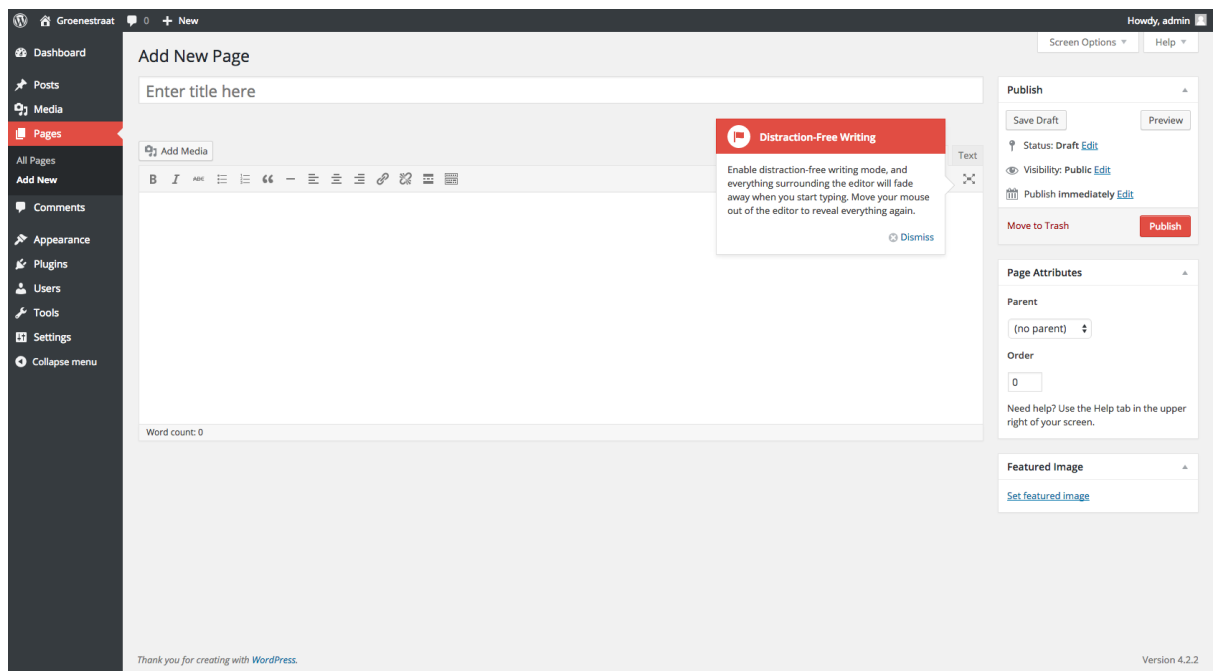 Groenestraat 0 New
Howdy, admin
Dashboard
Posts
Media
Pages
All Pages
Add New
Comments
Appearance
Plugins
Users
Tools
Settings
Collapse menu
Screen Options Help
Add New Page
Enter title here
Add Media
Text
B I ABC
Distraction-Free Writing
Enable distraction-free writing mode, and
everything surrounding the editor will fade
away when you start typing. Move your mouse
out of the editor to reveal everything again.
Dismiss
Word count: 0
Publish
Save Draft Preview
Status: Draft Edit
Visibility: Public Edit
Publish immediately Edit
Move to Trash Publish
Page Attributes
Parent
(no parent)
Order
0
Need help? Use the Help tab in the upper
right of your screen.
Featured Image
Set featured image
Thank you for creating with WordPress.
Version 4.2.2